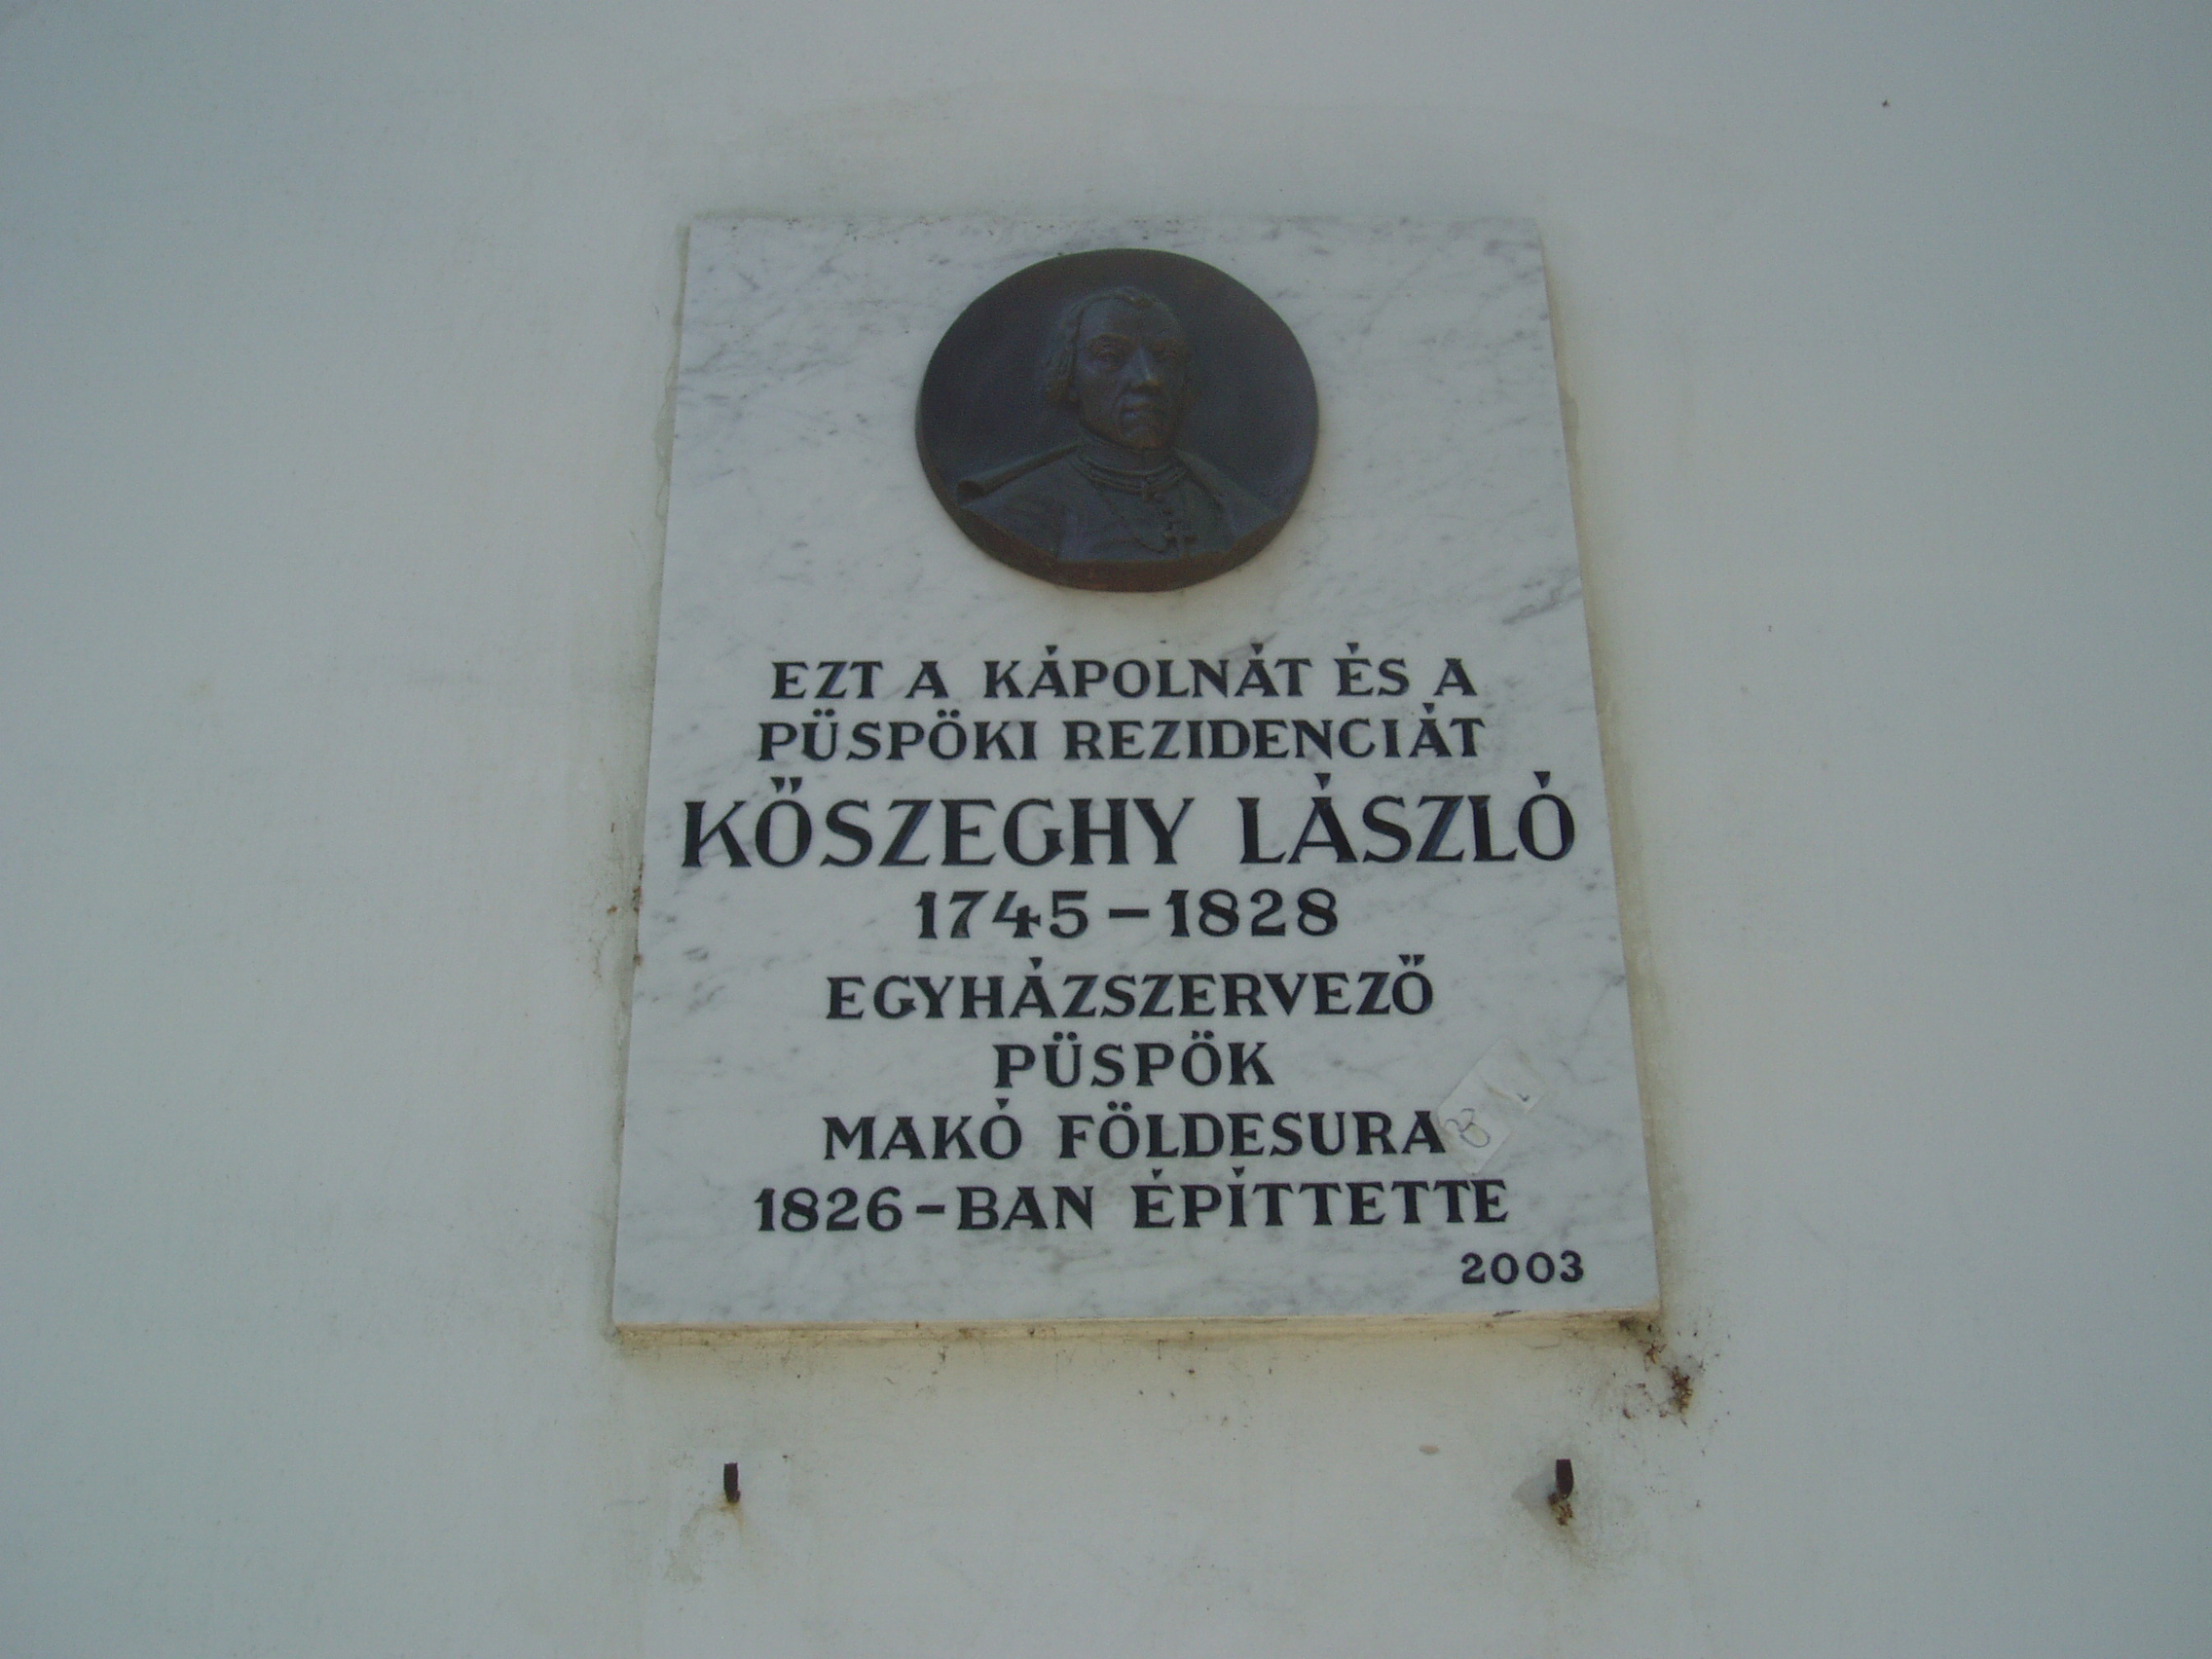 EZT A KÁPOLNÁT ÉS A
PÜSPÖKI REZIDENCIÁT
KŐSZEGHY LÁSZLÓ
1745 – 1828
EGYHÁZSZERVEZŐ
PÜSPÖK
MAKÓ FÖLDESURA
1826-BAN ÉPÍTTETTE
2003